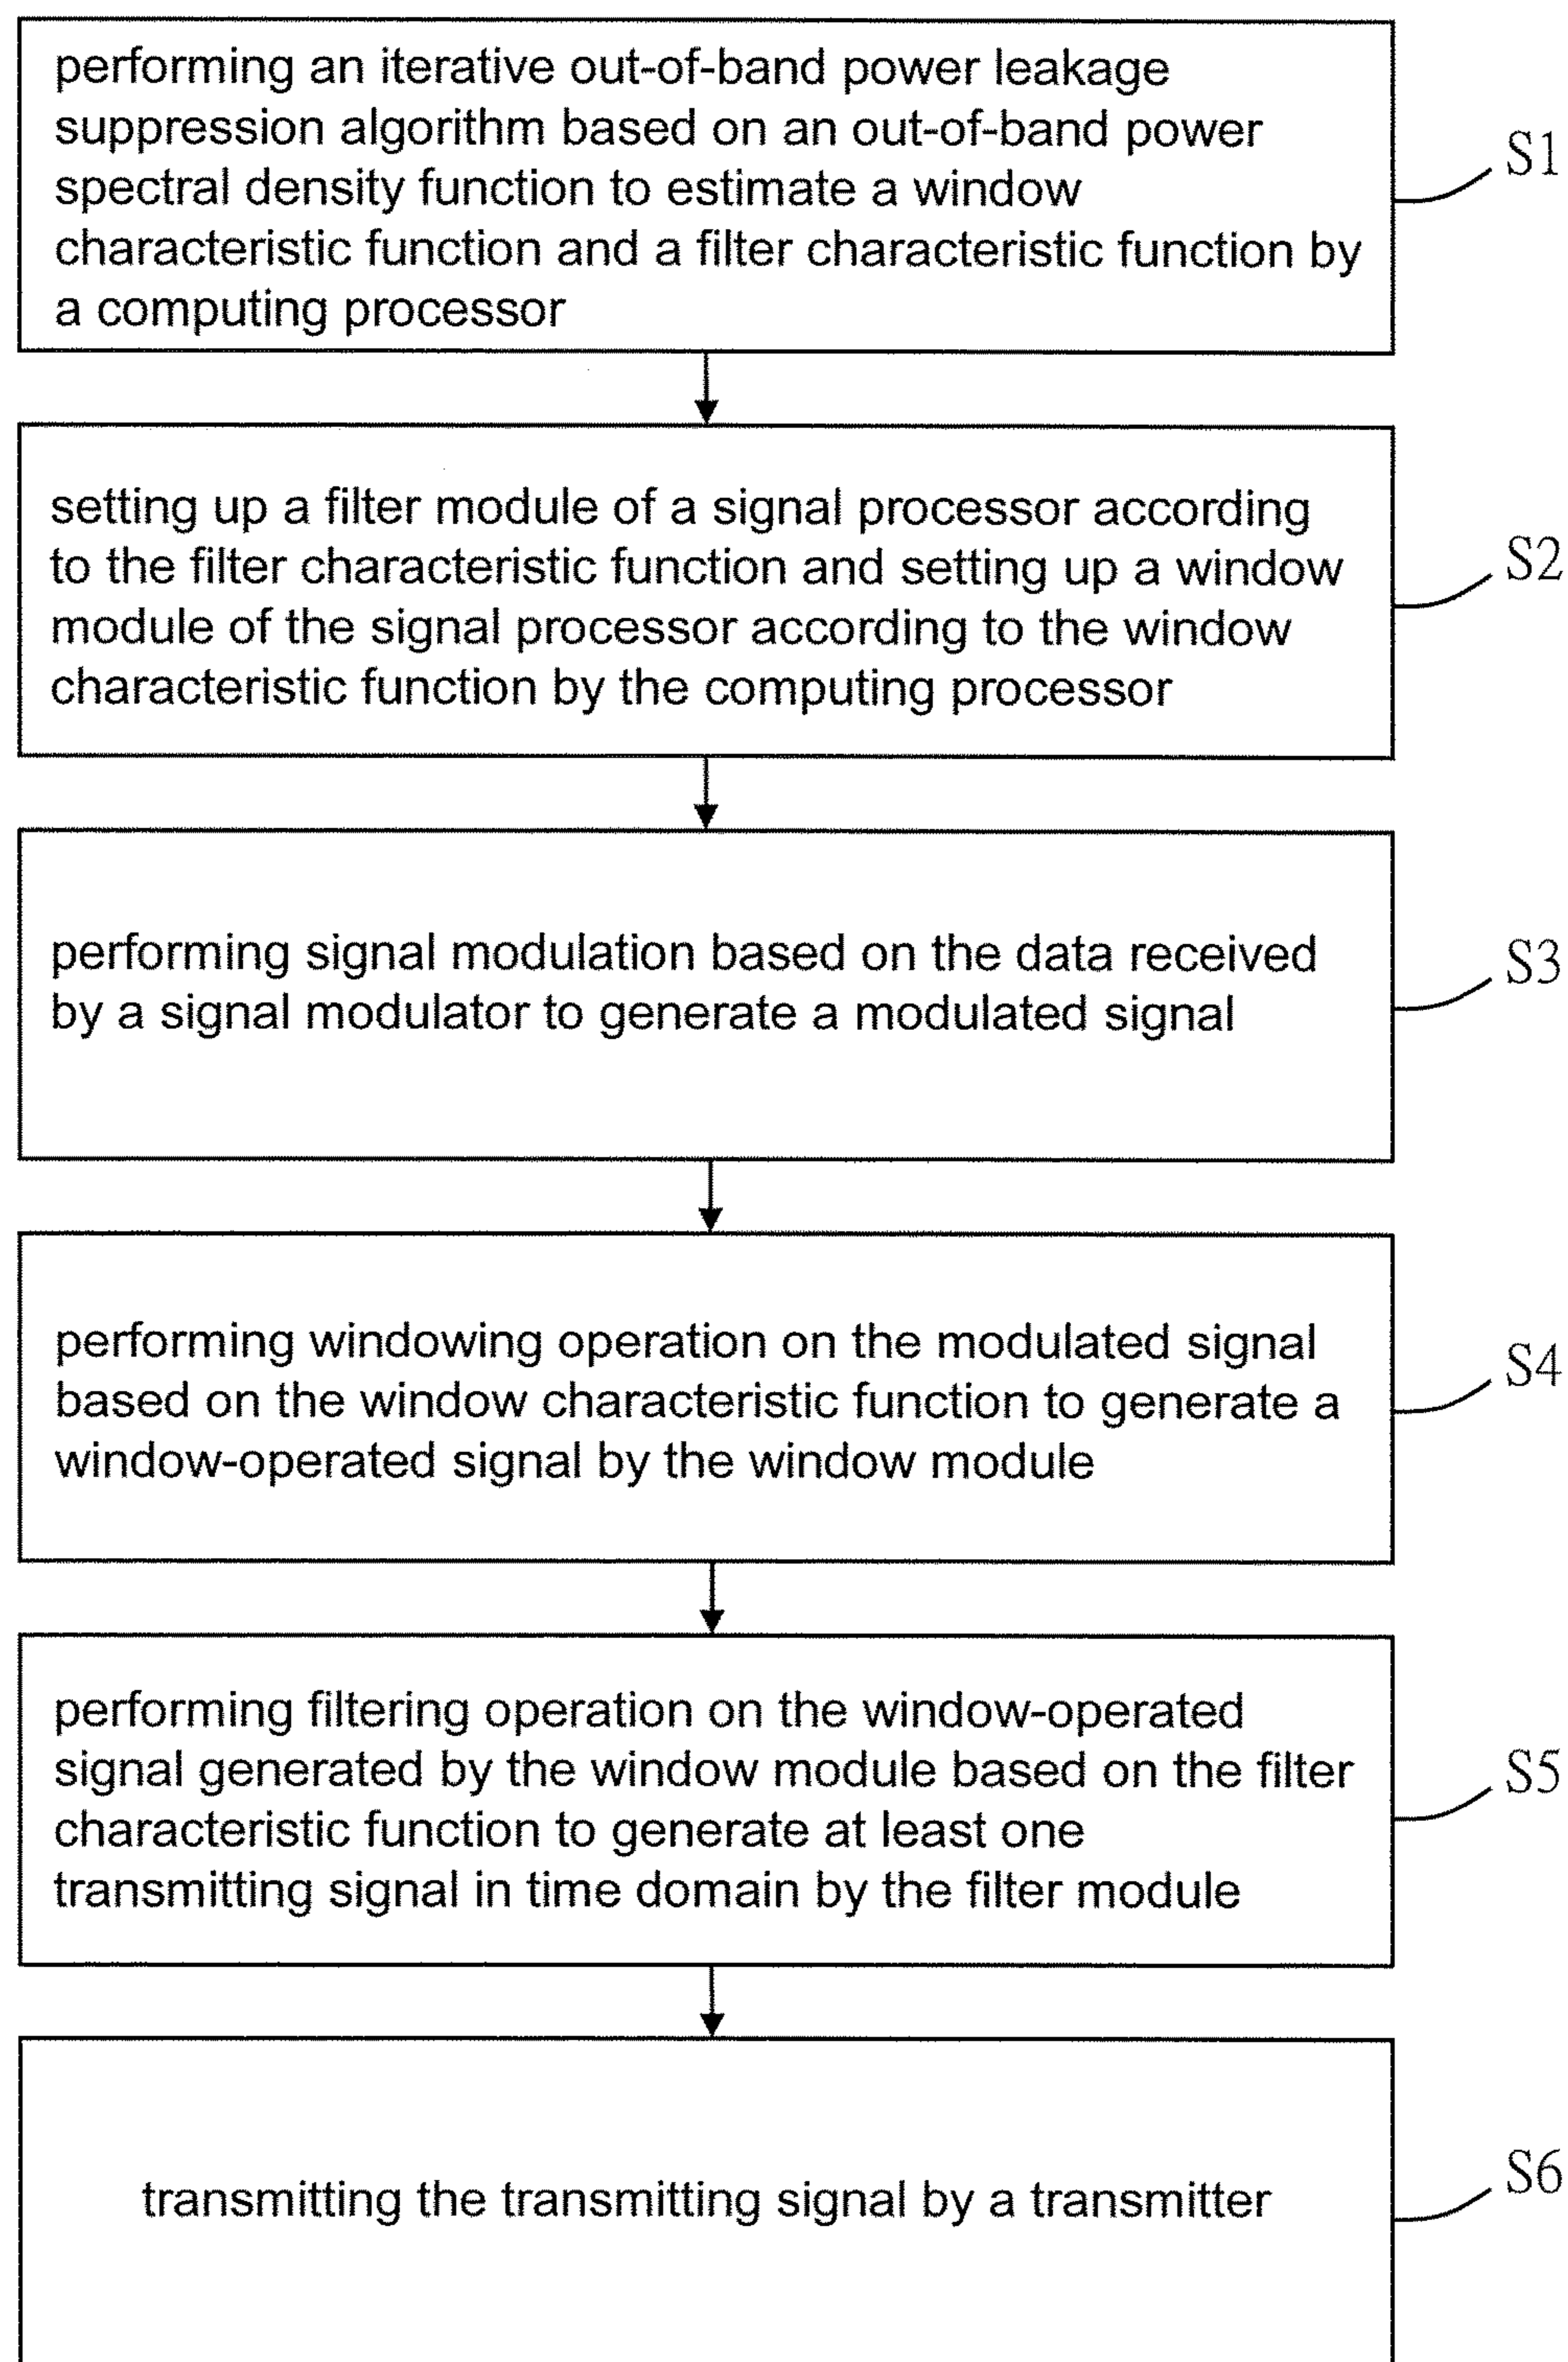 performing an iterative out-of-band power leakage
suppression algorithm based on an out-of-band power
spectral density function to estimate a window
characteristic function and a filter characteristic function by
a computing processor
S1
setting up a filter module of a signal processor according
to the filter characteristic function and setting up a window
module of the signal processor according to the window
characteristic function by the computing processor
S2
performing signal modulation based on the data received
by a signal modulator to generate a modulated signal
S3
performing windowing operation on the modulated signal
based on the window characteristic function to generate a
window-operated signal by the window module
S4
performing filtering operation on the window-operated
signal generated by the window module based on the filter
characteristic function to generate at least one
transmitting signal in time domain by the filter module
S5
transmitting the transmitting signal by a transmitter
S6